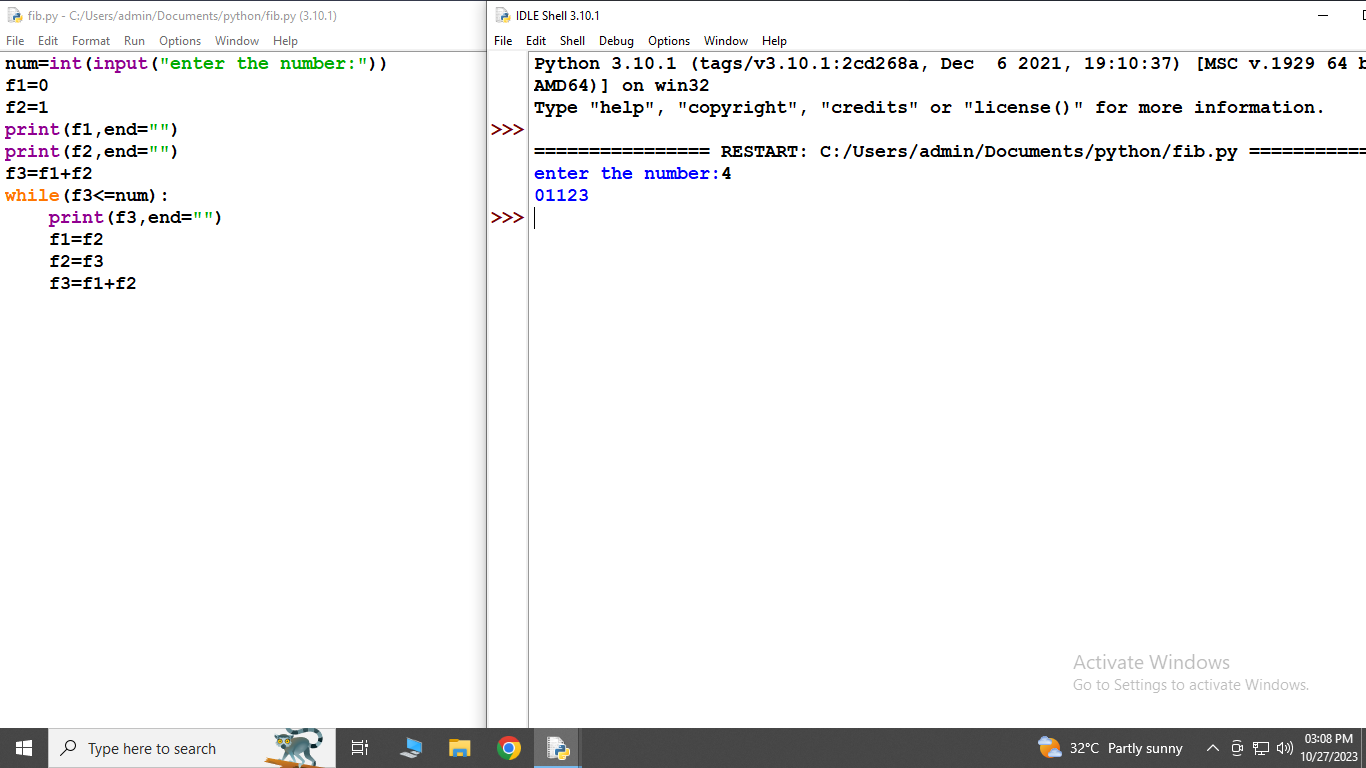 fib.py - C:/Users/admin/Documents/python/fib.py (3.10.1)
File Edit Format Run Options Window Help
num=int(input("enter the number:"))
f1=0
f2=1
print(f1,end="")
print(f2,end="")
f3=f1+f2
while(f3<=num):
    print(f3,end="")
    f1=f2
    f2=f3
    f3=f1+f2
IDLE Shell 3.10.1
File Edit Shell Debug Options Window Help
Python 3.10.1 (tags/v3.10.1:2cd268a, Dec  6 2021, 19:10:37) [MSC v.1929 64 b
AMD64)] on win32
Type "help", "copyright", "credits" or "license()" for more information.
>>>
================ RESTART: C:/Users/admin/Documents/python/fib.py ===========
enter the number:4
01123
>>>
Activate Windows
Go to Settings to activate Windows.
Type here to search
32°C Partly sunny
03:08 PM
10/27/2023